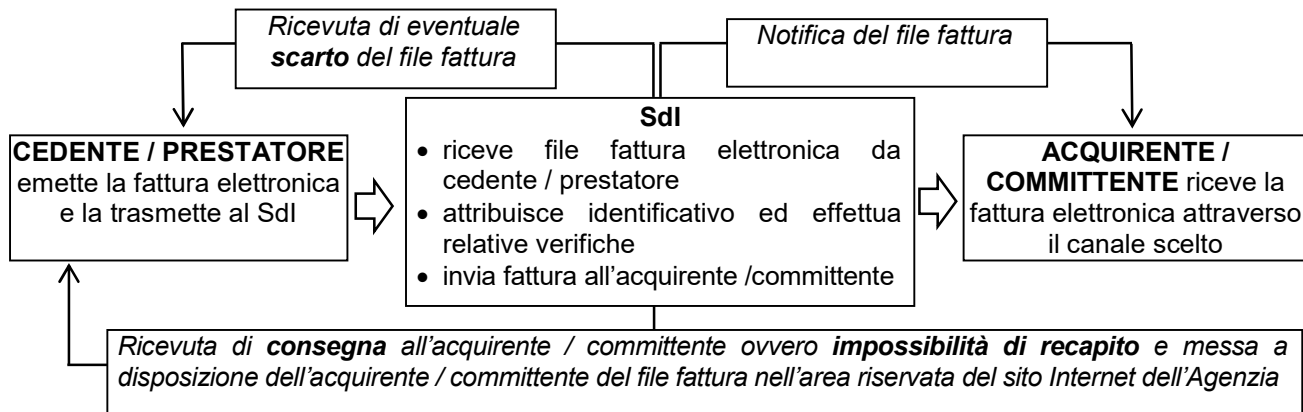 Ricevuta di eventuale
scarto del file fattura
Notifica del file fattura
CEDENTE / PRESTATORE
emette la fattura elettronica
e la trasmette al SdI
SdI
• riceve file fattura elettronica da
cedente / prestatore
• attribuisce identificativo ed effettua
relative verifiche
• invia fattura all’acquirente /committente
ACQUIRENTE /
COMMITTENTE riceve la
fattura elettronica attraverso
il canale scelto
Ricevuta di consegna all’acquirente / committente ovvero impossibilità di recapito e messa a
disposizione dell’acquirente / committente del file fattura nell’area riservata del sito Internet dell’Agenzia